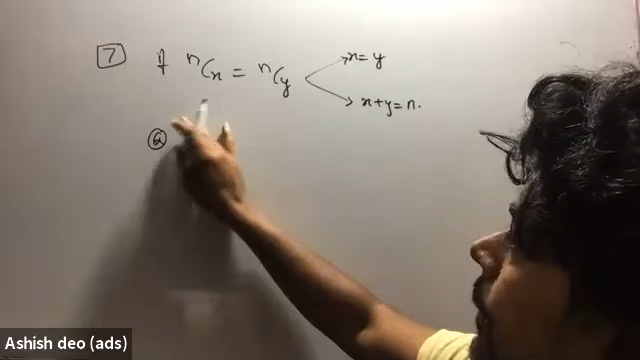 7 If nCx = nCy x=y
x+y=n.
Q
Ashish deo (ads)